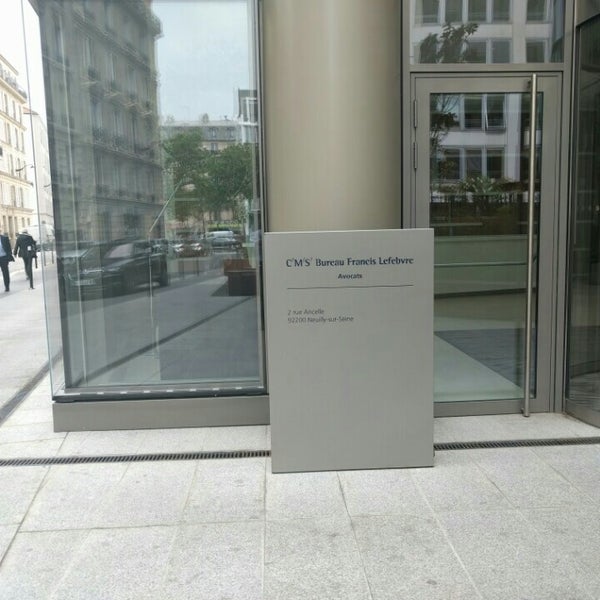 C'M'S' Bureau Francis Lefebvre
Avocats
2 rue Ancelle
92200 Neuilly-sur-Seine